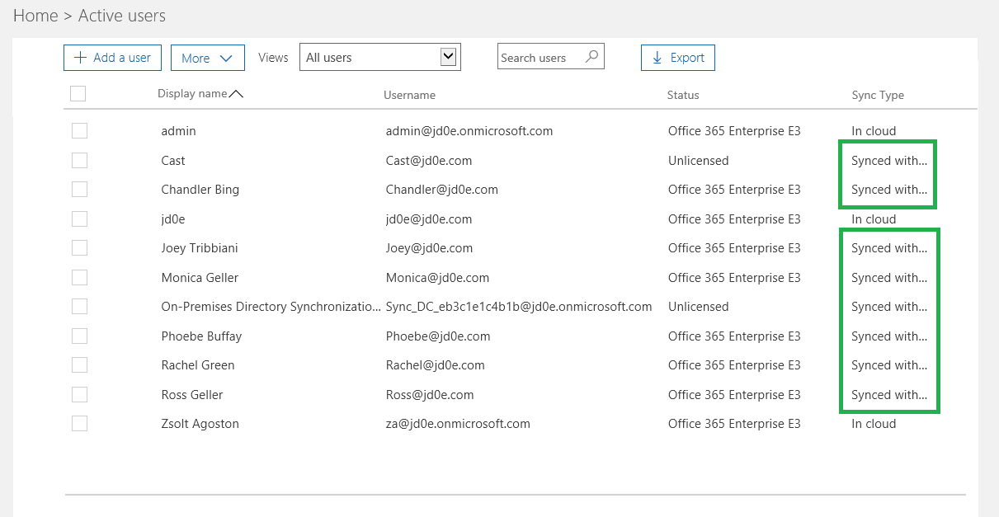 Home > Active users
Add a user More Views All users Search users Export
Display name Username Status Sync Type
admin admin@jd0e.onmicrosoft.com Office 365 Enterprise E3 In cloud
Cast Cast@jd0e.com Unlicensed Synced with...
Chandler Bing Chandler@jd0e.com Office 365 Enterprise E3 Synced with...
jd0e jd0e@jd0e.com Office 365 Enterprise E3 In cloud
Joey Tribbiani Joey@jd0e.com Office 365 Enterprise E3 Synced with...
Monica Geller Monica@jd0e.com Office 365 Enterprise E3 Synced with...
On-Premises Directory Synchronizatio... Sync_DC_eb3c1e1c4b1b@jd0e.onmicrosoft.com Unlicensed Synced with...
Phoebe Buffay Phoebe@jd0e.com Office 365 Enterprise E3 Synced with...
Rachel Green Rachel@jd0e.com Office 365 Enterprise E3 Synced with...
Ross Geller Ross@jd0e.com Office 365 Enterprise E3 Synced with...
Zsolt Agoston za@jd0e.onmicrosoft.com Office 365 Enterprise E3 In cloud